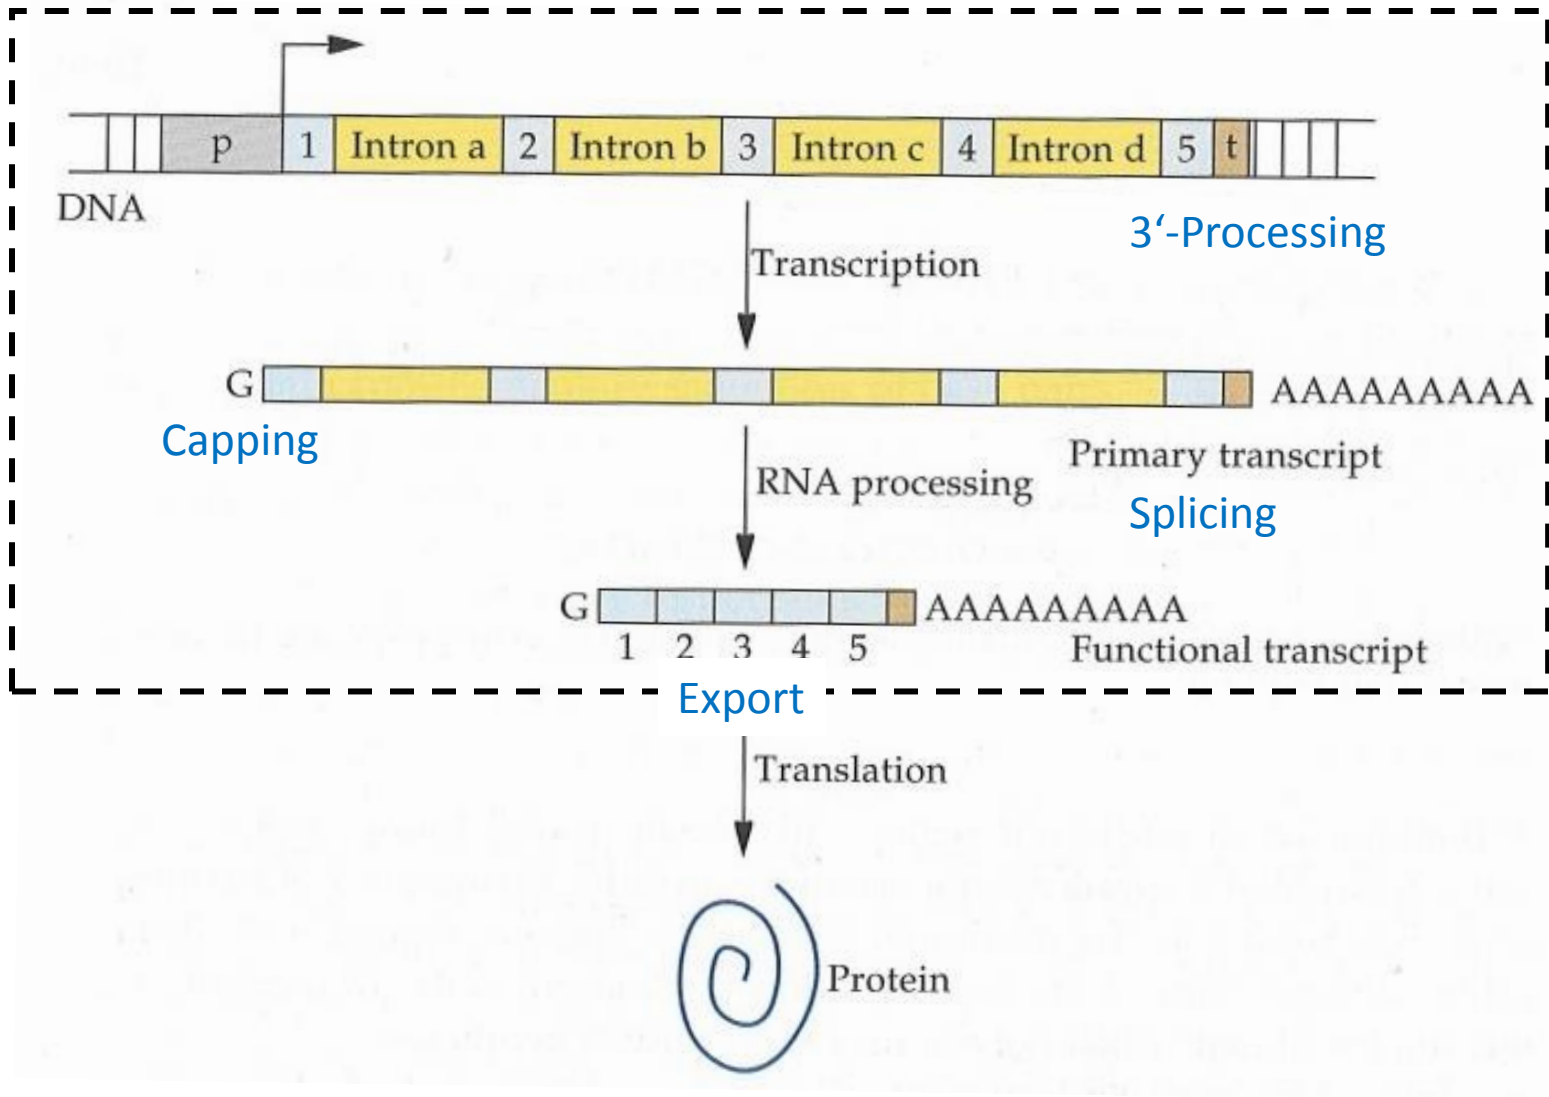 p 1 Intron a 2 Intron b 3 Intron c 4 Intron d 5 t
DNA
3‘-Processing
Transcription
G AAAAAAAAA
Capping
Primary transcript
RNA processing
Splicing
G AAAAAAAAA
1 2 3 4 5
Functional transcript
Export
Translation
Protein